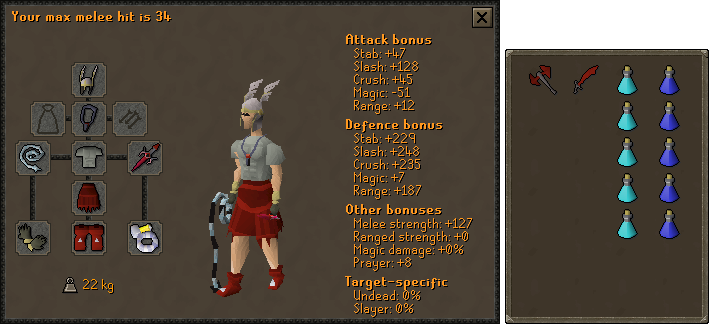 Your max melee hit is 34
Attack bonus
Stab: +47
Slash: +128
Crush: +45
Magic: -51
Range: +12
Defence bonus
Stab: +229
Slash: +248
Crush: +235
Magic: +7
Range: +187
Other bonuses
Melee strength: +127
Ranged strength: +0
Magic damage: +0%
Prayer: +8
Target-specific
Undead: 0%
Slayer: 0%
22 kg